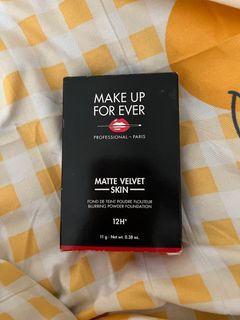 MAKE UP
FOR EVER
PROFESSIONAL - PARIS
MATTE VELVET
SKIN
FOND DE TEINT POUDRE FLOUTEUR
BLURRING POWDER FOUNDATION
12H*
11 g - Net wt. 0.38 oz.